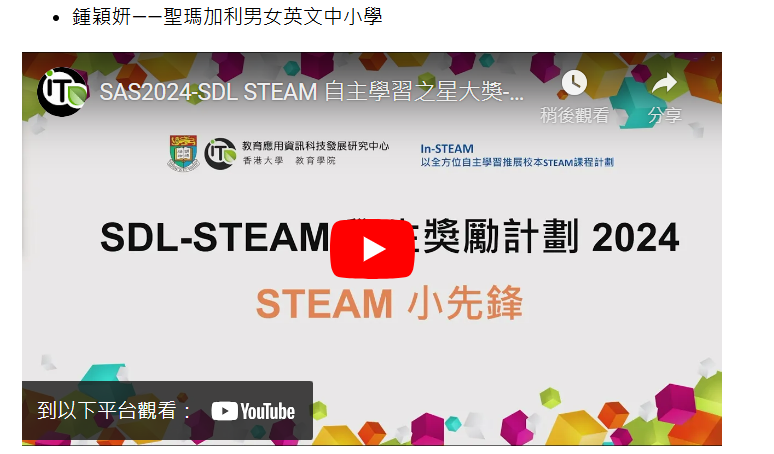 鍾穎妍——聖瑪加利男女英文中小學
SAS2024-SDL STEAM 自主學習之星大獎-...
稍後觀看
分享
教育應用資訊科技發展研究中心
香港大學 教育學院
In-STEAM
以全方位自主學習推展校本STEAM課程計劃
SDL-STEAM 獎勵計劃 2024
STEAM 小先鋒
到以下平台觀看：
YouTube